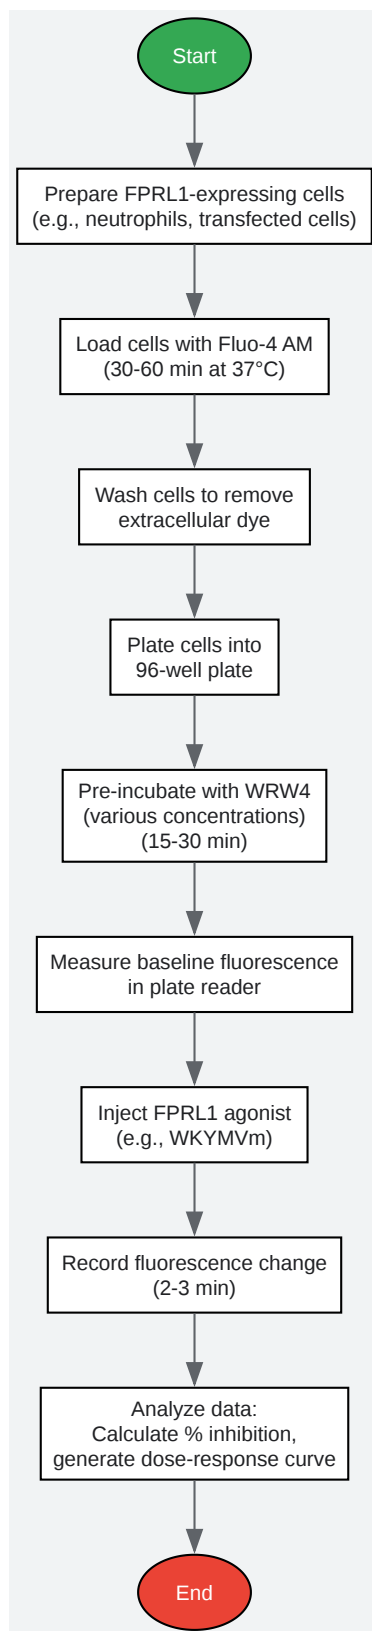 Start
Prepare FPRL1-expressing cells
(e.g., neutrophils, transfected cells)
Load cells with Fluo-4 AM
(30-60 min at 37°C)
Wash cells to remove
extracellular dye
Plate cells into
96-well plate
Pre-incubate with WRW4
(various concentrations)
(15-30 min)
Measure baseline fluorescence
in plate reader
Inject FPRL1 agonist
(e.g., WKYMVm)
Record fluorescence change
(2-3 min)
Analyze data:
Calculate % inhibition,
generate dose-response curve
End